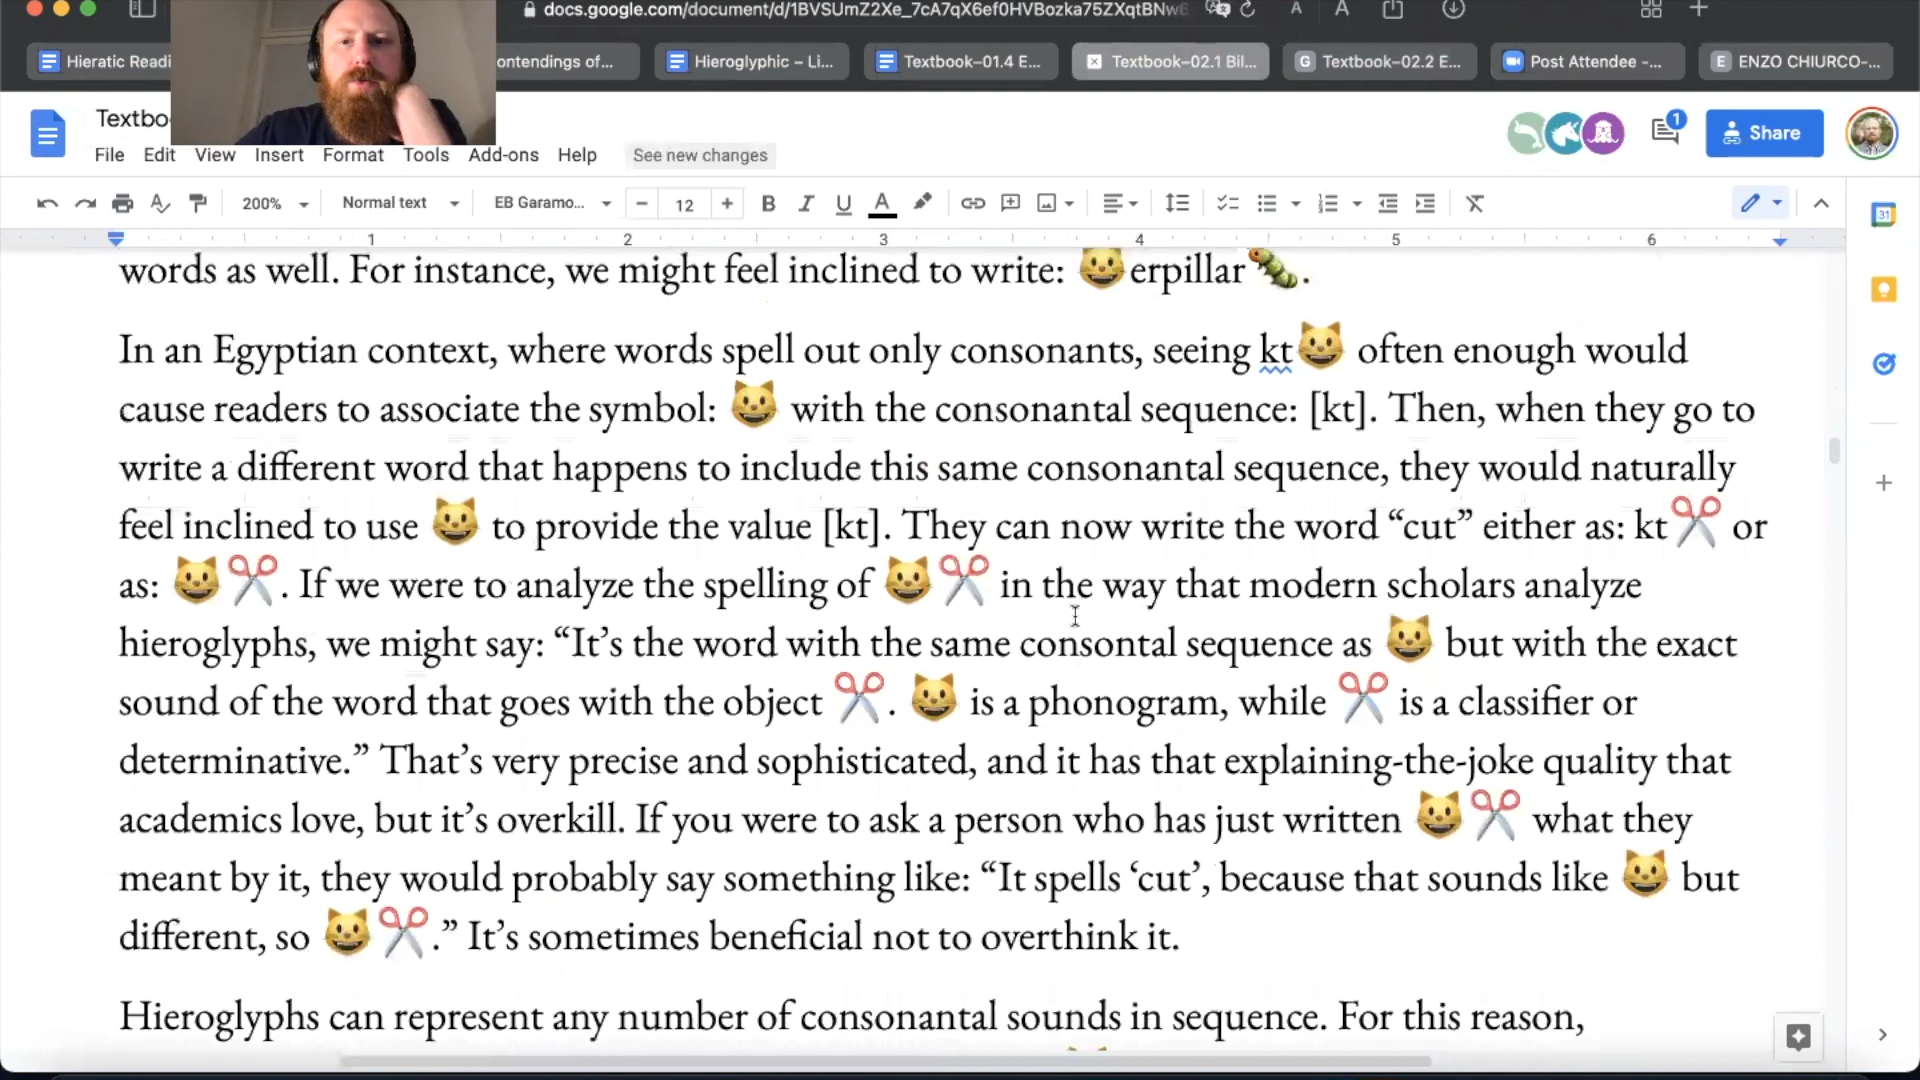 docs.google.com/document/d/1BVSUmZ2Xe_7cA7qX6ef0HVBozka75ZXqtBNw6
Hieratic Readi
ontendings of...
Hieroglyphic – Li...
Textbook–01.4 E...
Textbook–02.1 Bil...
Textbook–02.2 E...
Post Attendee -...
ENZO CHIURCO-...
Textbo
1
Share
File Edit View Insert Format Tools Add-ons Help See new changes
200% Normal text EB Garamo... 12
1 2 3 4 5 6
words as well. For instance, we might feel inclined to write: 😺erpillar🐛.
In an Egyptian context, where words spell out only consonants, seeing kt😺 often enough would
cause readers to associate the symbol: 😺 with the consonantal sequence: [kt]. Then, when they go to
write a different word that happens to include this same consonantal sequence, they would naturally
feel inclined to use 😺 to provide the value [kt]. They can now write the word “cut” either as: kt✂️ or
as: 😺✂️. If we were to analyze the spelling of 😺✂️ in the way that modern scholars analyze
hieroglyphs, we might say: “It’s the word with the same consontal sequence as 😺 but with the exact
sound of the word that goes with the object ✂️. 😺 is a phonogram, while ✂️ is a classifier or
determinative.” That’s very precise and sophisticated, and it has that explaining-the-joke quality that
academics love, but it’s overkill. If you were to ask a person who has just written 😺✂️ what they
meant by it, they would probably say something like: “It spells ‘cut’, because that sounds like 😺 but
different, so 😺✂️.” It’s sometimes beneficial not to overthink it.
Hieroglyphs can represent any number of consonantal sounds in sequence. For this reason,